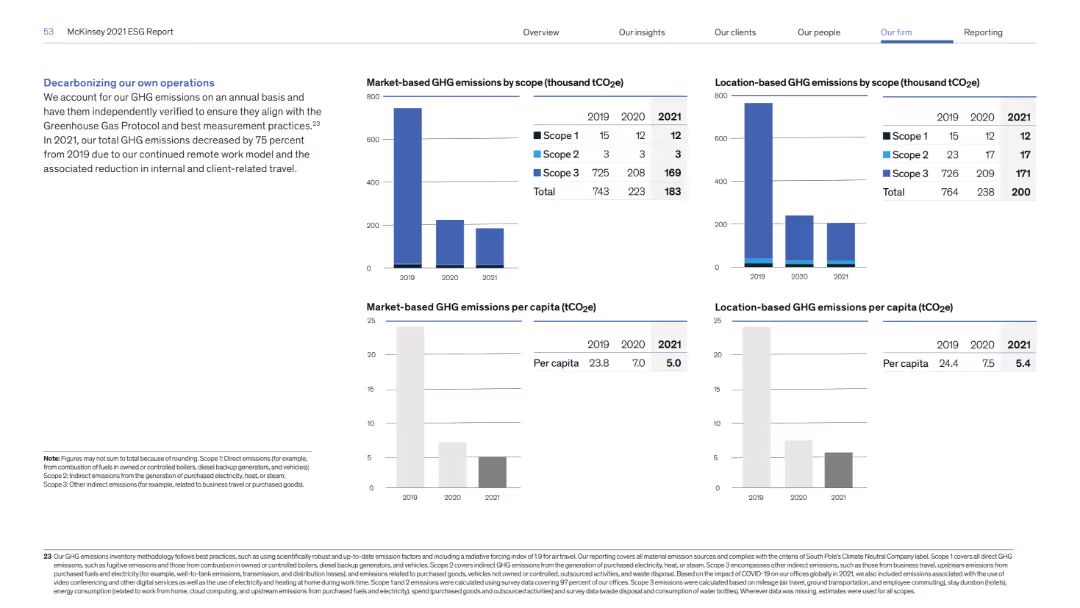 53 McKinsey 2021 ESG Report Overview Our insights Our clients Our people Our firm Reporting
Decarbonizing our own operations
We account for our GHG emissions on an annual basis and
have them independently verified to ensure they align with the
Greenhouse Gas Protocol and best measurement practices.23
In 2021, our total GHG emissions decreased by 75 percent
from 2019 due to our continued remote work model and the
associated reduction in internal and client-related travel.
Market-based GHG emissions by scope (thousand tCO2e)
800
600
400
200
0
2019 2020 2021
2019 2020 2021
Scope 1 15 12 12
Scope 2 3 3 3
Scope 3 725 208 169
Total 743 223 183
Location-based GHG emissions by scope (thousand tCO2e)
800
600
400
200
0
2019 2020 2021
2019 2020 2021
Scope 1 15 12 12
Scope 2 23 17 17
Scope 3 726 209 171
Total 764 238 200
Market-based GHG emissions per capita (tCO2e)
25
20
15
10
5
0
2019 2020 2021
2019 2020 2021
Per capita 23.8 7.0 5.0
Location-based GHG emissions per capita (tCO2e)
25
20
15
10
5
0
2019 2020 2021
2019 2020 2021
Per capita 24.4 7.5 5.4
Note: Figures may not sum to total because of rounding. Scope 1: Direct emissions (for example,
from combustion of fuels in owned or controlled boilers, diesel backup generators, and vehicles);
Scope 2: Indirect emissions from the generation of purchased electricity, heat, or steam;
Scope 3: Other indirect emissions (for example, related to business travel or purchased goods).
23 Our GHG emissions inventory methodology follows best practices, such as using scientifically robust and up-to-date emission factors and including a radiative forcing index of 1.9 for air travel. Our reporting covers all material emission sources and complies with the criteria of South Pole's Climate Neutral Company label. Scope 1 covers all direct GHG
emissions, such as fugitive emissions and those from combustion in owned or controlled boilers, diesel backup generators, and vehicles. Scope 2 covers indirect GHG emissions from the generation of purchased electricity, heat, or steam. Scope 3 encompasses other indirect emissions, such as those from business travel, upstream emissions from
purchased fuels and electricity (for example, well-to-tank emissions, transmission, and distribution losses), and emissions related to purchased goods, vehicles not owned or controlled, outsourced activities, and waste disposal. Based on the impact of COVID-19 on our offices globally in 2021, we also included emissions associated with the use of
video conferencing and other digital services as well as the use of electricity and heating at home during work time. Scope 1 and 2 emissions were calculated using survey data covering 97 percent of our offices. Scope 3 emissions were calculated based on mileage (air travel, ground transportation, and employee commuting), stay duration (hotels),
energy consumption (related to work from home, cloud computing, and upstream emissions from purchased fuels and electricity), spend (purchased goods and outsourced activities) and survey data (waste disposal and consumption of water bottles). Wherever data was missing, estimates were used for all scopes.